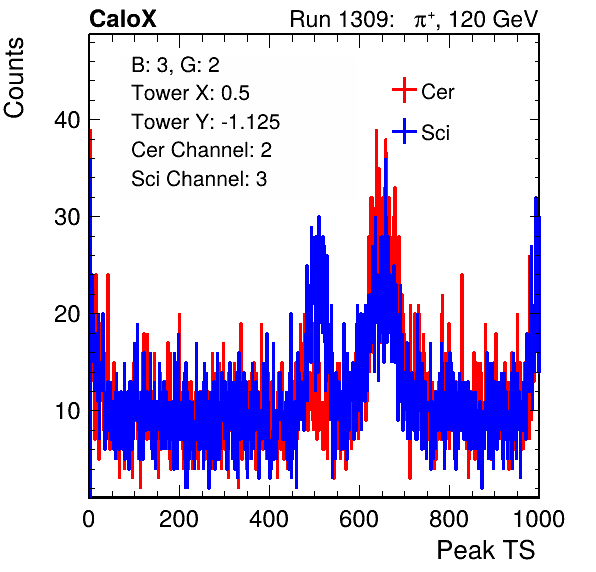 CaloX Run 1309: π⁺, 120 GeV
Counts
B: 3, G: 2
Tower X: 0.5
Tower Y: -1.125
Cer Channel: 2
Sci Channel: 3
Cer
Sci
40
30
20
10
0 200 400 600 800 1000
Peak TS